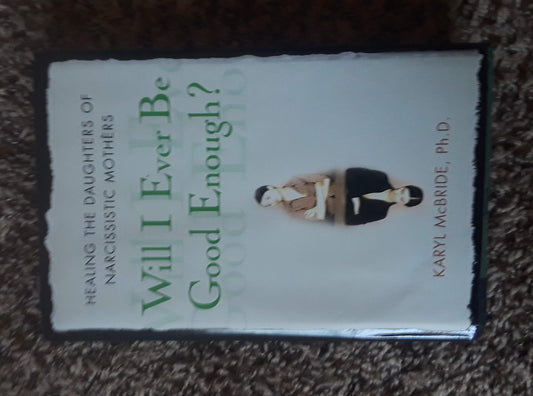 HEALING THE DAUGHTERS OF
NARCISSISTIC MOTHERS
Will I Ever Be
Good Enough?
KARYL McBRIDE, Ph.D.